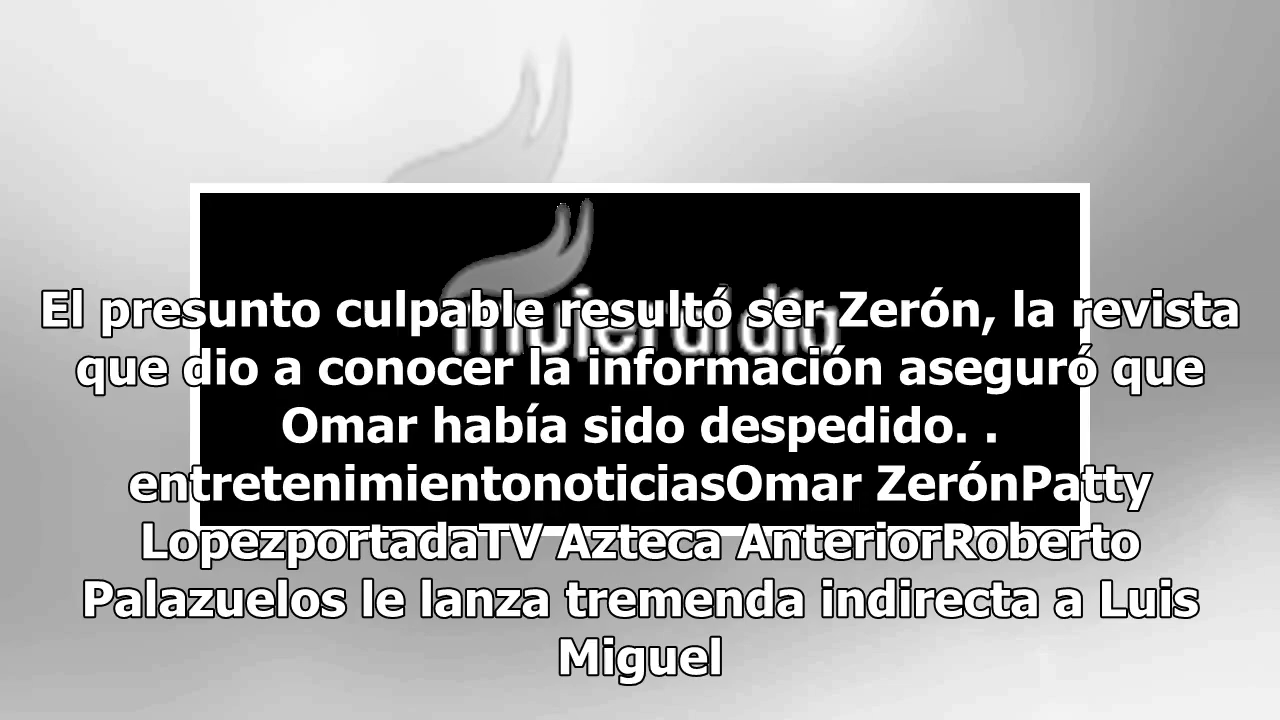 El presunto culpable resultó ser Zerón, la revista
que dio a conocer la información aseguró que
Omar había sido despedido. .
entretenimientonoticiasOmar ZerónPatty
LopezportadaTV Azteca AnteriorRoberto
Palazuelos le lanza tremenda indirecta a Luis
Miguel